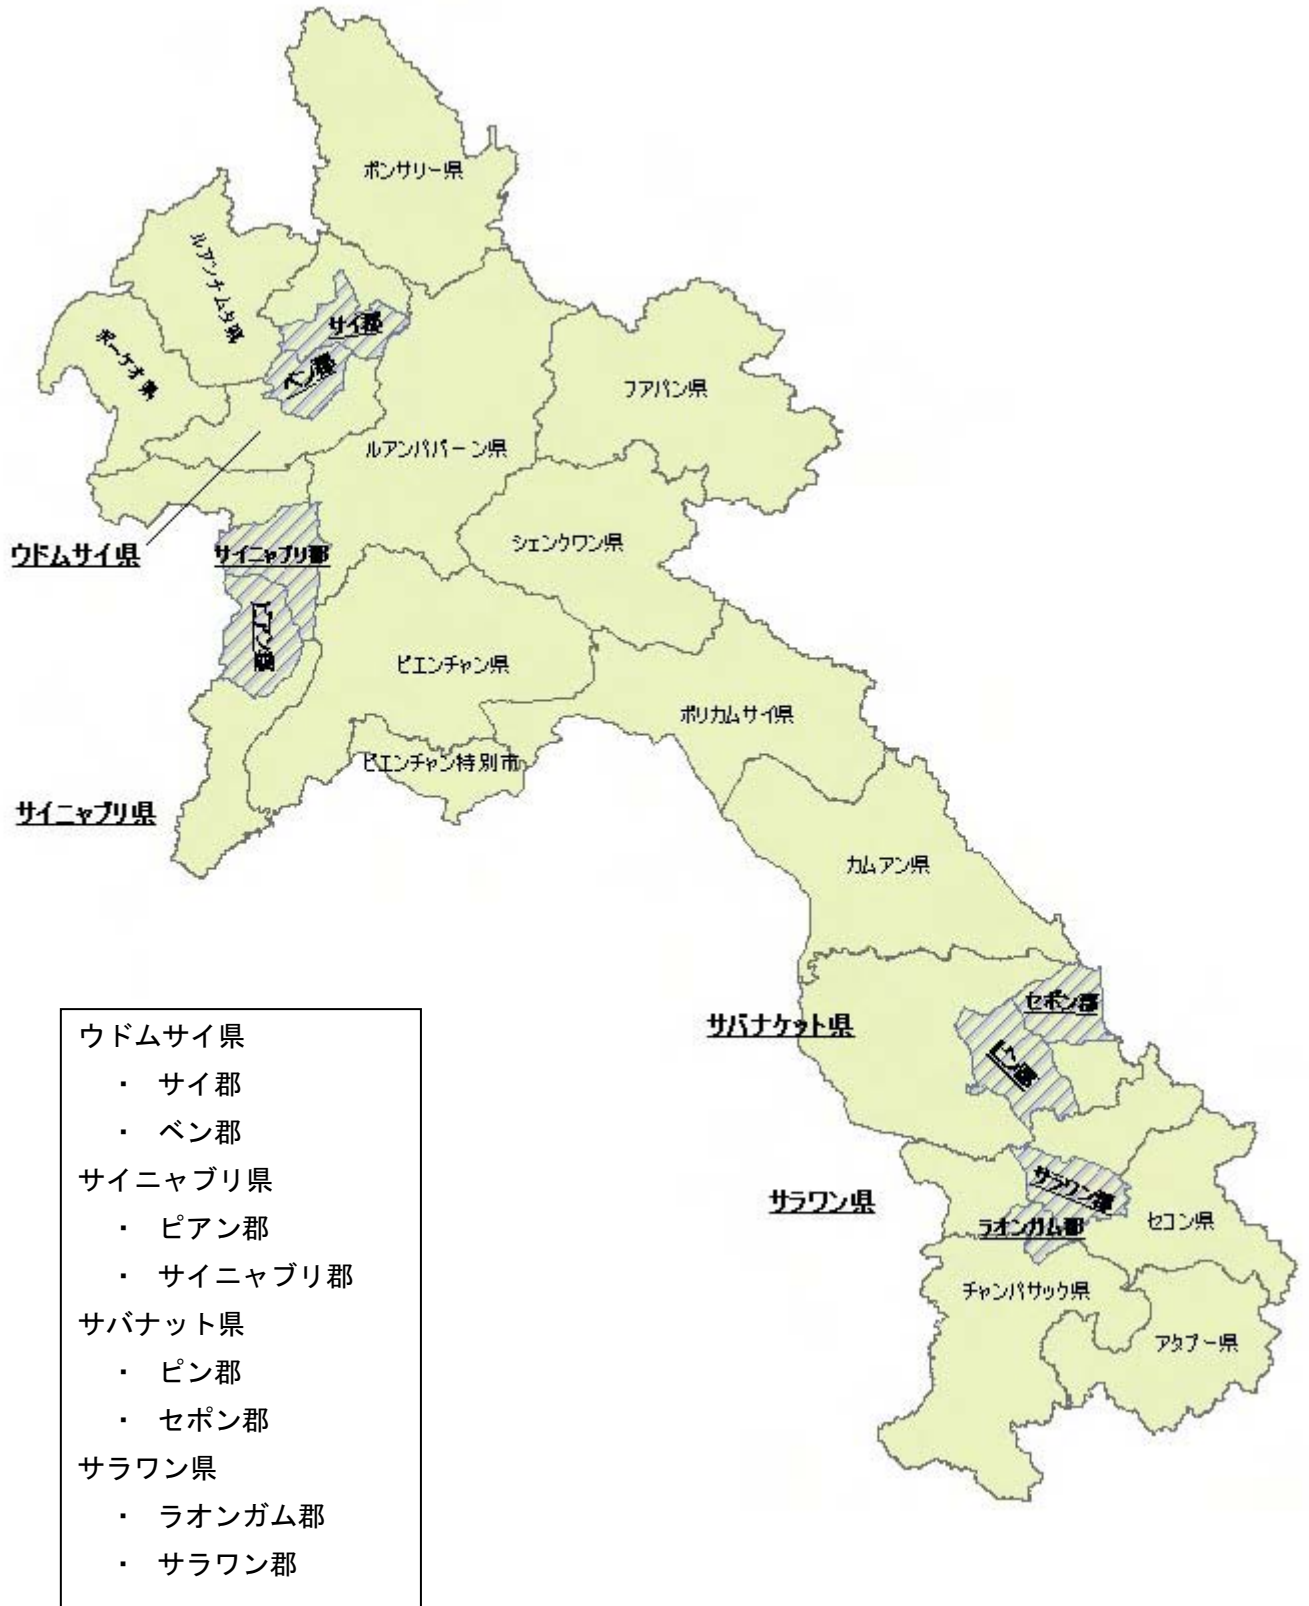 ポンサリー県
ルアンナムタ県
サイ郡
ボーケオ県
ベン郡
フアパン県
ルアンパバーン県
ウドムサイ県
サイニャブリ郡
シェンクワン県
ピアン郡
ビエンチャン県
ボリカムサイ県
ビエンチャン特別市
サイニャブリ県
カムアン県
セポン郡
サバナケット県
ピン郡
サラワン郡
サラワン県
ラオンガム郡
セコン県
チャンパサック県
アタプー県
ウドムサイ県
・ サイ郡
・ ベン郡
サイニャブリ県
・ ピアン郡
・ サイニャブリ郡
サバナット県
・ ピン郡
・ セポン郡
サラワン県
・ ラオンガム郡
・ サラワン郡